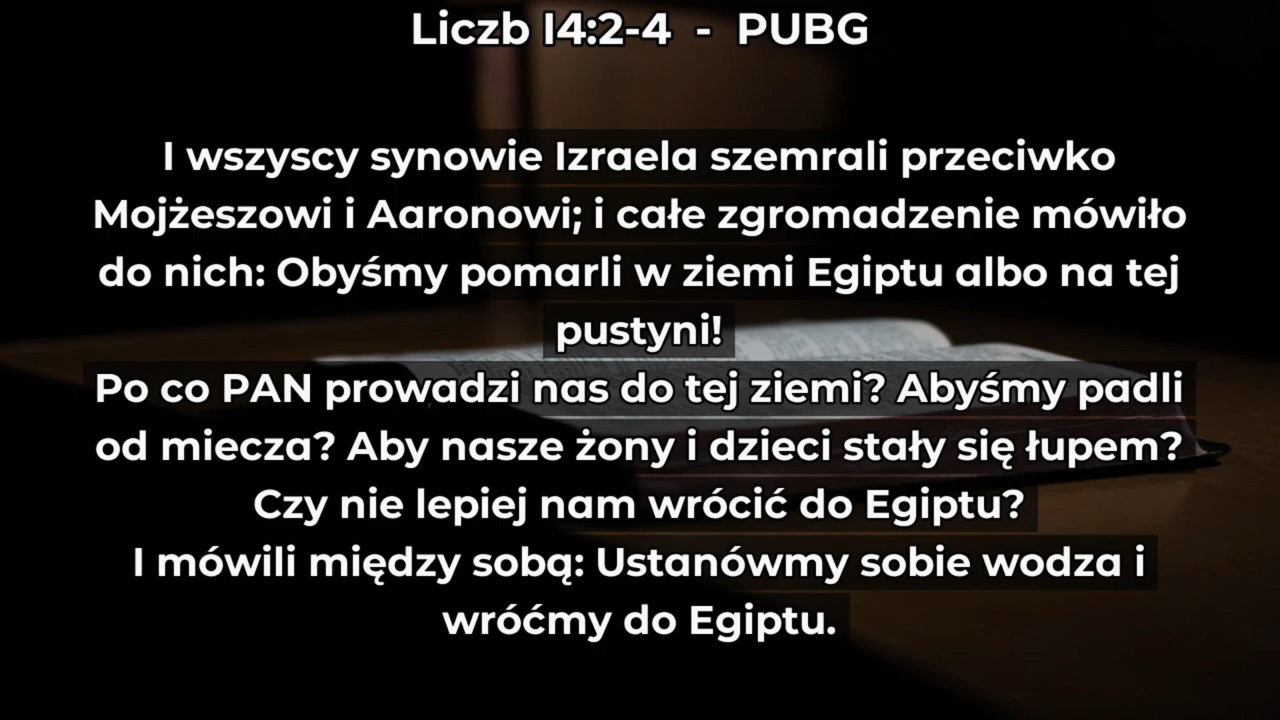 Liczb I4:2-4 - PUBG
I wszyscy synowie Izraela szemrali przeciwko
Mojżeszowi i Aaronowi; i całe zgromadzenie mówiło
do nich: Obyśmy pomarli w ziemi Egiptu albo na tej
pustyni!
Po co PAN prowadzi nas do tej ziemi? Abyśmy padli
od miecza? Aby nasze żony i dzieci stały się łupem?
Czy nie lepiej nam wrócić do Egiptu?
I mówili między sobą: Ustanówmy sobie wodza i
wróćmy do Egiptu.